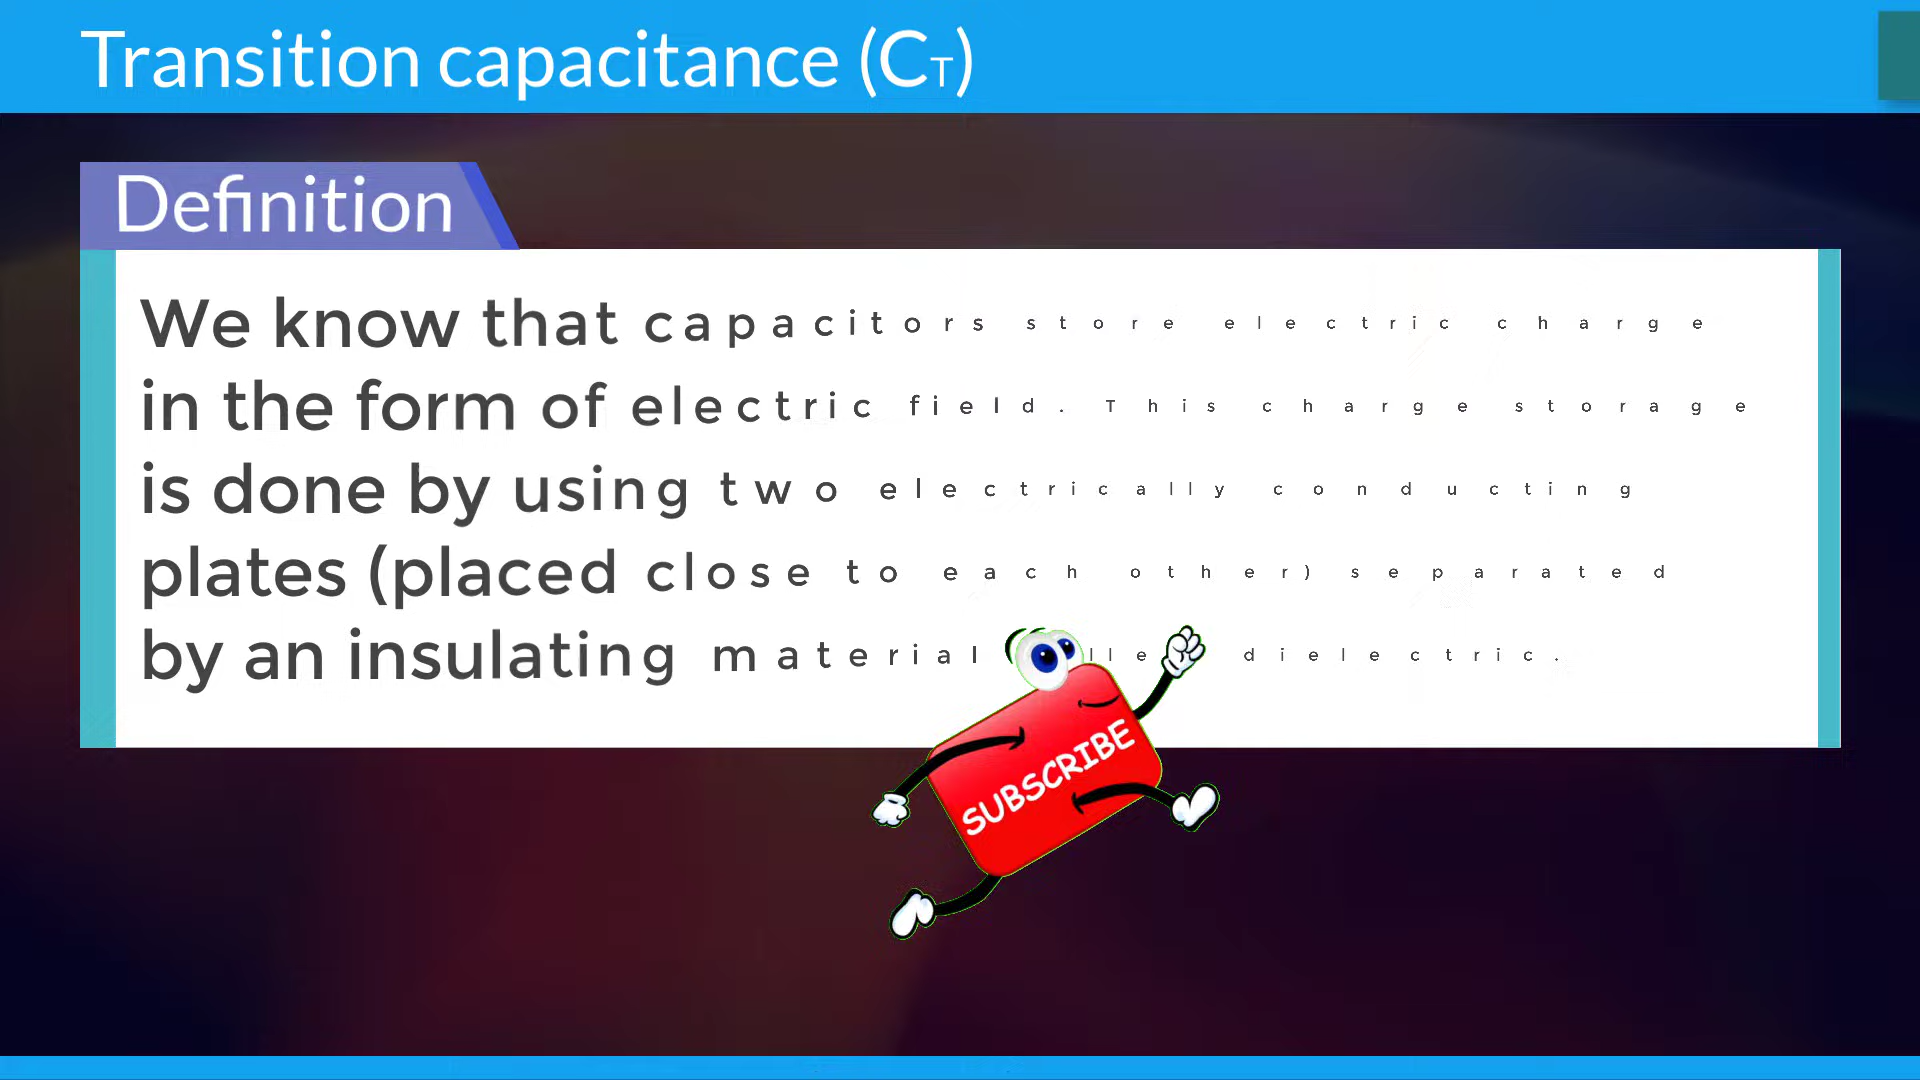 Transition capacitance (CT)
Definition
We know that capacitors store electric charge
in the form of electric field. This charge storage
is done by using two electrically conducting
plates (placed close to each other) separated
by an insulating material dielectric.
SUBSCRIBE